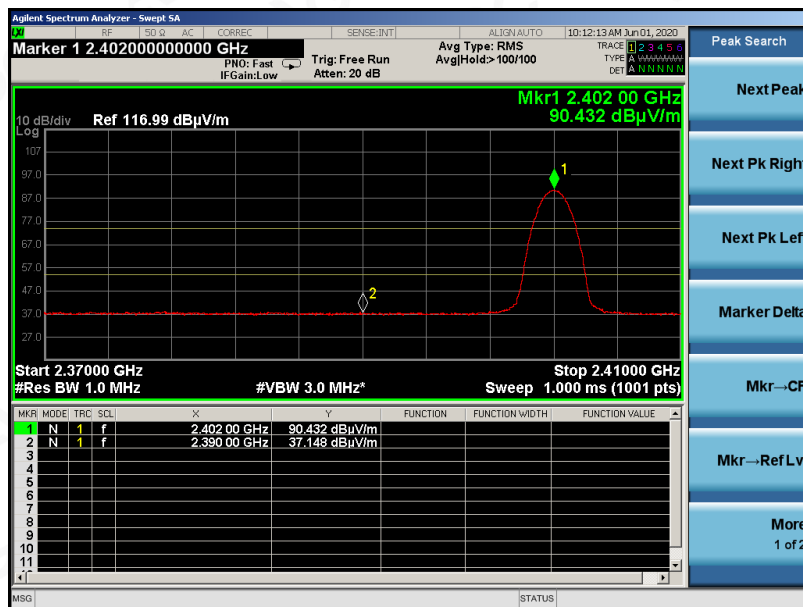 Agilent Spectrum Analyzer - Swept SA
LXI RF 50 Ω AC CORREC SENSE:INT ALIGN AUTO 10:12:13 AM Jun 01, 2020
Marker 1 2.402000000000 GHz
PNO: Fast
IFGain:Low
Trig: Free Run
Atten: 20 dB
Avg Type: RMS
Avg|Hold:>100/100
TRACE 1 2 3 4 5 6
TYPE A WWWWW
DET A N N N N N
Peak Search
Next Peak
Next Pk Right
Next Pk Left
Marker Delta
Mkr→CF
Mkr→Ref Lv
More
1 of 2
Mkr1 2.402 00 GHz
90.432 dBµV/m
10 dB/div Ref 116.99 dBµV/m
Log
107
97.0
87.0
77.0
67.0
57.0
47.0
37.0
27.0
1
2
Start 2.37000 GHz Stop 2.41000 GHz
#Res BW 1.0 MHz #VBW 3.0 MHz* Sweep 1.000 ms (1001 pts)
MKR MODE TRC SCL X Y FUNCTION FUNCTION WIDTH FUNCTION VALUE
1 N 1 f 2.402 00 GHz 90.432 dBµV/m
2 N 1 f 2.390 00 GHz 37.148 dBµV/m
3
4
5
6
7
8
9
10
11
MSG STATUS